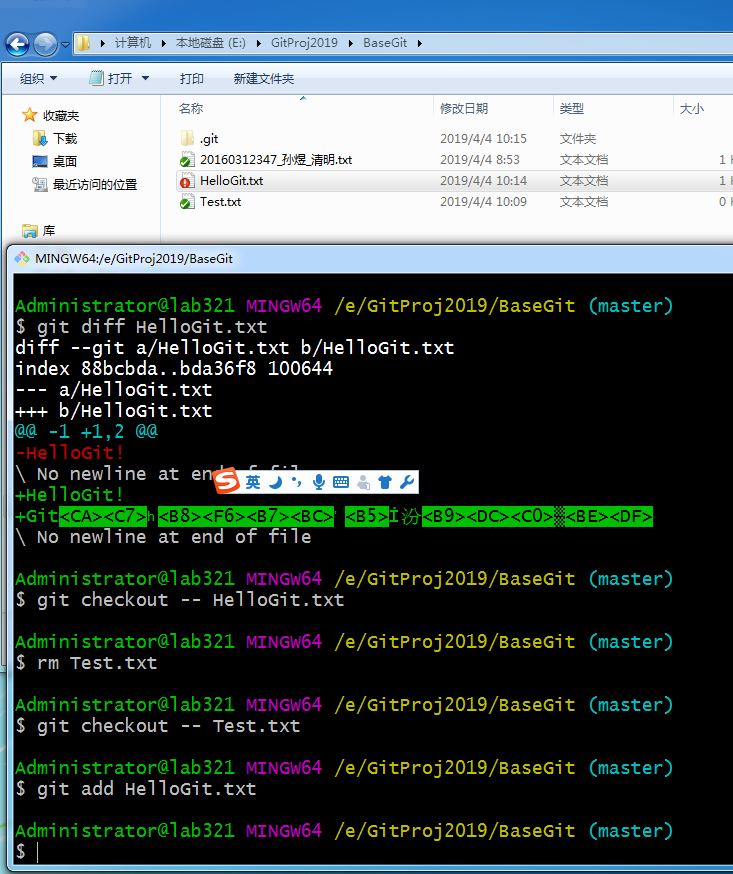 计算机 ▸ 本地磁盘 (E:) ▸ GitProj2019 ▸ BaseGit ▸
组织 打开 打印 新建文件夹
名称 修改日期 类型 大小
收藏夹
下载
桌面
最近访问的位置
库
.git 2019/4/4 10:15 文件夹
20160312347_孙煜_清明.txt 2019/4/4 8:53 文本文档 1
HelloGit.txt 2019/4/4 10:14 文本文档 1
Test.txt 2019/4/4 10:09 文本文档 0
MINGW64:/e/GitProj2019/BaseGit
Administrator@lab321 MINGW64 /e/GitProj2019/BaseGit (master)
$ git diff HelloGit.txt
diff --git a/HelloGit.txt b/HelloGit.txt
index 88bcbda..bda36f8 100644
--- a/HelloGit.txt
+++ b/HelloGit.txt
@@ -1 +1,2 @@
-HelloGit!
\ No newline at end of fil
英
+HelloGit!
+Git<CA><C7>һ<B8><F6><B7><BC>ʽ<B5>İ汾<B9><DC><C0><BE><DF>
\ No newline at end of file
Administrator@lab321 MINGW64 /e/GitProj2019/BaseGit (master)
$ git checkout -- HelloGit.txt
Administrator@lab321 MINGW64 /e/GitProj2019/BaseGit (master)
$ rm Test.txt
Administrator@lab321 MINGW64 /e/GitProj2019/BaseGit (master)
$ git checkout -- Test.txt
Administrator@lab321 MINGW64 /e/GitProj2019/BaseGit (master)
$ git add HelloGit.txt
Administrator@lab321 MINGW64 /e/GitProj2019/BaseGit (master)
$